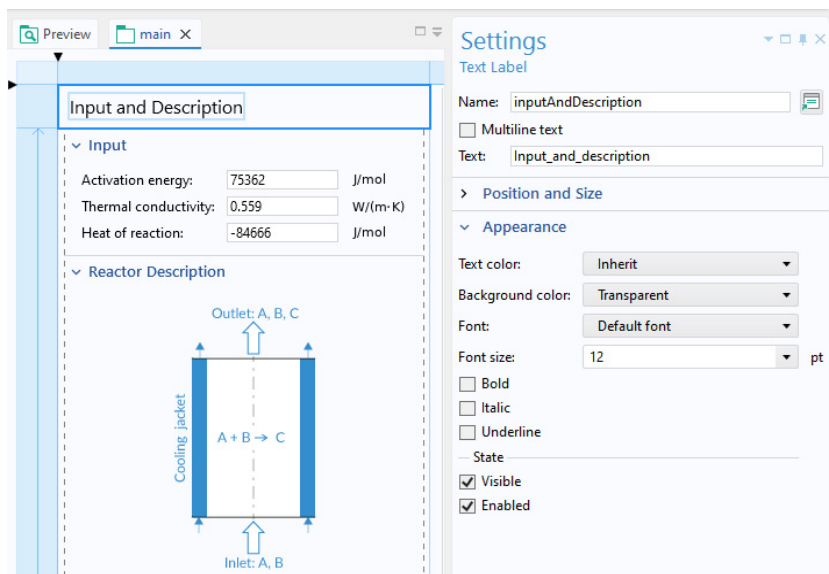 Preview
main
Input and Description
Input
Activation energy: 75362 J/mol
Thermal conductivity: 0.559 W/(m·K)
Heat of reaction: -84666 J/mol
Reactor Description
Outlet: A, B, C
Cooling jacket
A + B → C
Inlet: A, B
Settings
Text Label
Name: inputAndDescription
Multiline text
Text: Input_and_description
Position and Size
Appearance
Text color: Inherit
Background color: Transparent
Font: Default font
Font size: 12 pt
Bold
Italic
Underline
State
Visible
Enabled